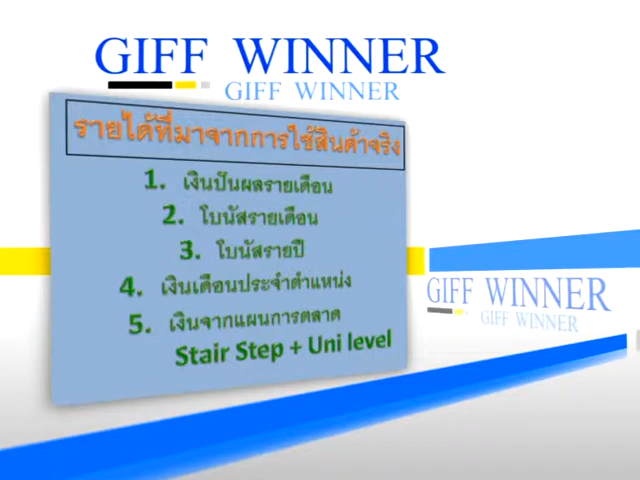 GIFF WINNER
GIFF WINNER
รายได้ที่มาจากการใช้สินค้าจริง
1. เงินปันผลรายเดือน
2. โบนัสรายเดือน
3. โบนัสรายปี
4. เงินเดือนประจำตำแหน่ง
5. เงินจากแผนการตลาด
Stair Step + Uni level
GIFF WINNER
GIFF WINNER